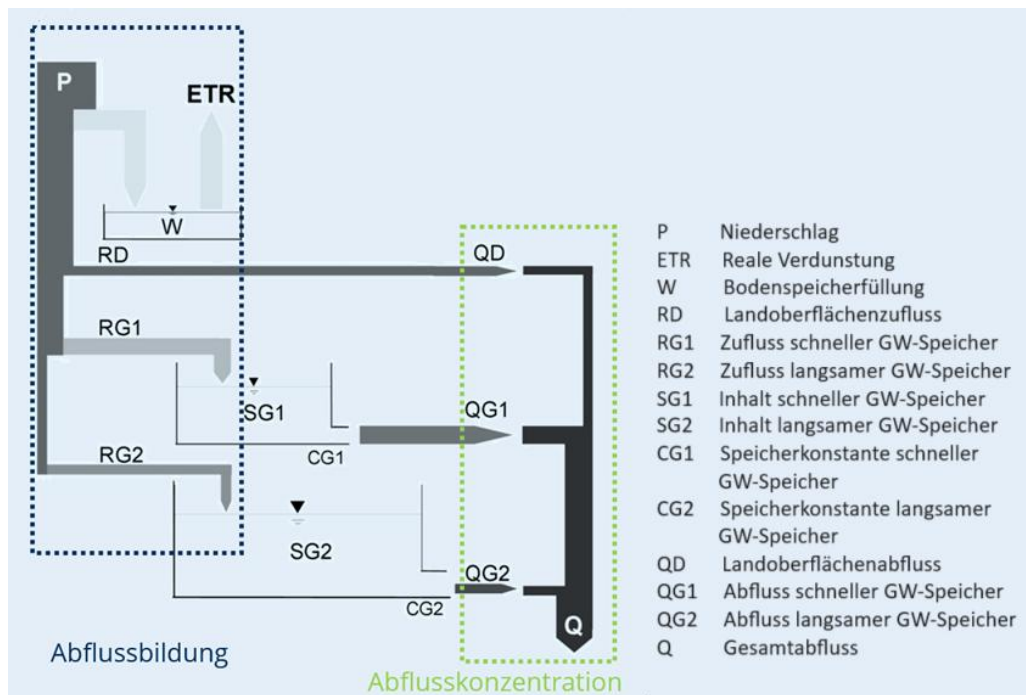 P
ETR
W
RD
QD
RG1
SG1
QG1
CG1
RG2
SG2
QG2
CG2
Q
Abflussbildung
Abflusskonzentration
P Niederschlag
ETR Reale Verdunstung
W Bodenspeicherfüllung
RD Landoberflächenzufluss
RG1 Zufluss schneller GW-Speicher
RG2 Zufluss langsamer GW-Speicher
SG1 Inhalt schneller GW-Speicher
SG2 Inhalt langsamer GW-Speicher
CG1 Speicherkonstante schneller
GW-Speicher
CG2 Speicherkonstante langsamer
GW-Speicher
QD Landoberflächenabfluss
QG1 Abfluss schneller GW-Speicher
QG2 Abfluss langsamer GW-Speicher
Q Gesamtabfluss